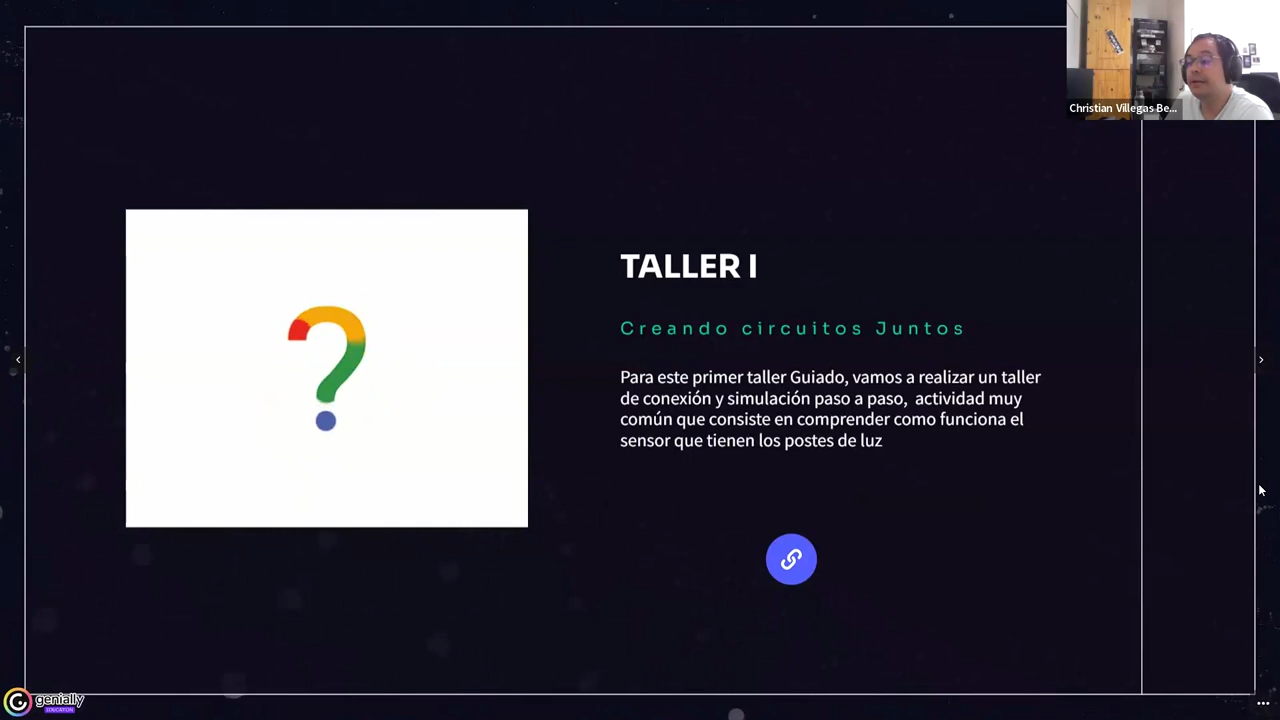 Christian Villegas Be...
TALLER I
Creando circuitos Juntos
Para este primer taller Guiado, vamos a realizar un taller
de conexión y simulación paso a paso, actividad muy
común que consiste en comprender como funciona el
sensor que tienen los postes de luz
genially
EDUCATION